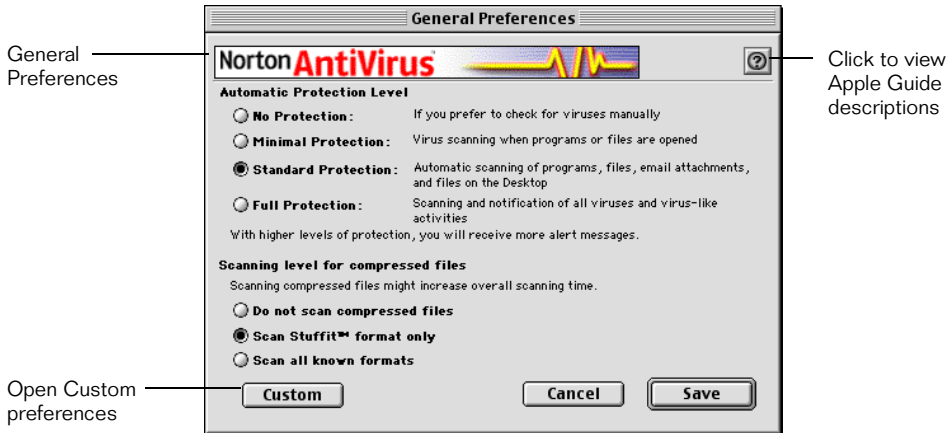 General Preferences
General
Preferences
Norton AntiVirus
?
Click to view
Apple Guide
descriptions
Automatic Protection Level
No Protection: If you prefer to check for viruses manually
Minimal Protection: Virus scanning when programs or files are opened
Standard Protection: Automatic scanning of programs, files, email attachments,
and files on the Desktop
Full Protection: Scanning and notification of all viruses and virus-like
activities
With higher levels of protection, you will receive more alert messages.
Scanning level for compressed files
Scanning compressed files might increase overall scanning time.
Do not scan compressed files
Scan Stuffit™ format only
Scan all known formats
Open Custom
preferences
Custom
Cancel
Save